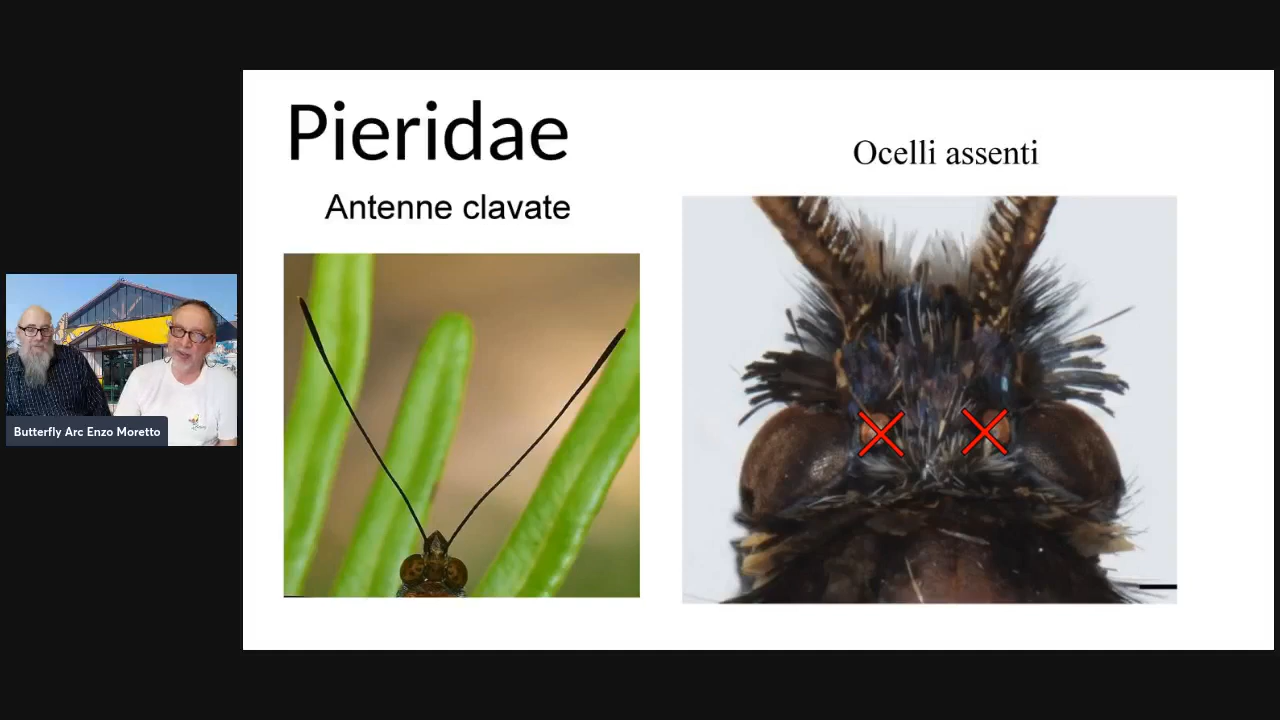 Pieridae
Ocelli assenti
Antenne clavate
Butterfly Arc Enzo Moretto